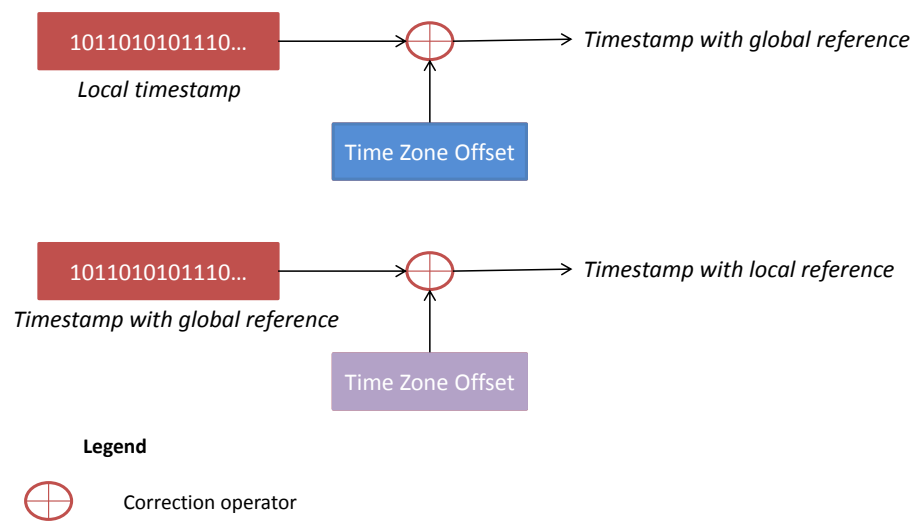 1011010101110...
Timestamp with global reference
Local timestamp
Time Zone Offset
1011010101110...
Timestamp with local reference
Timestamp with global reference
Time Zone Offset
Legend
Correction operator